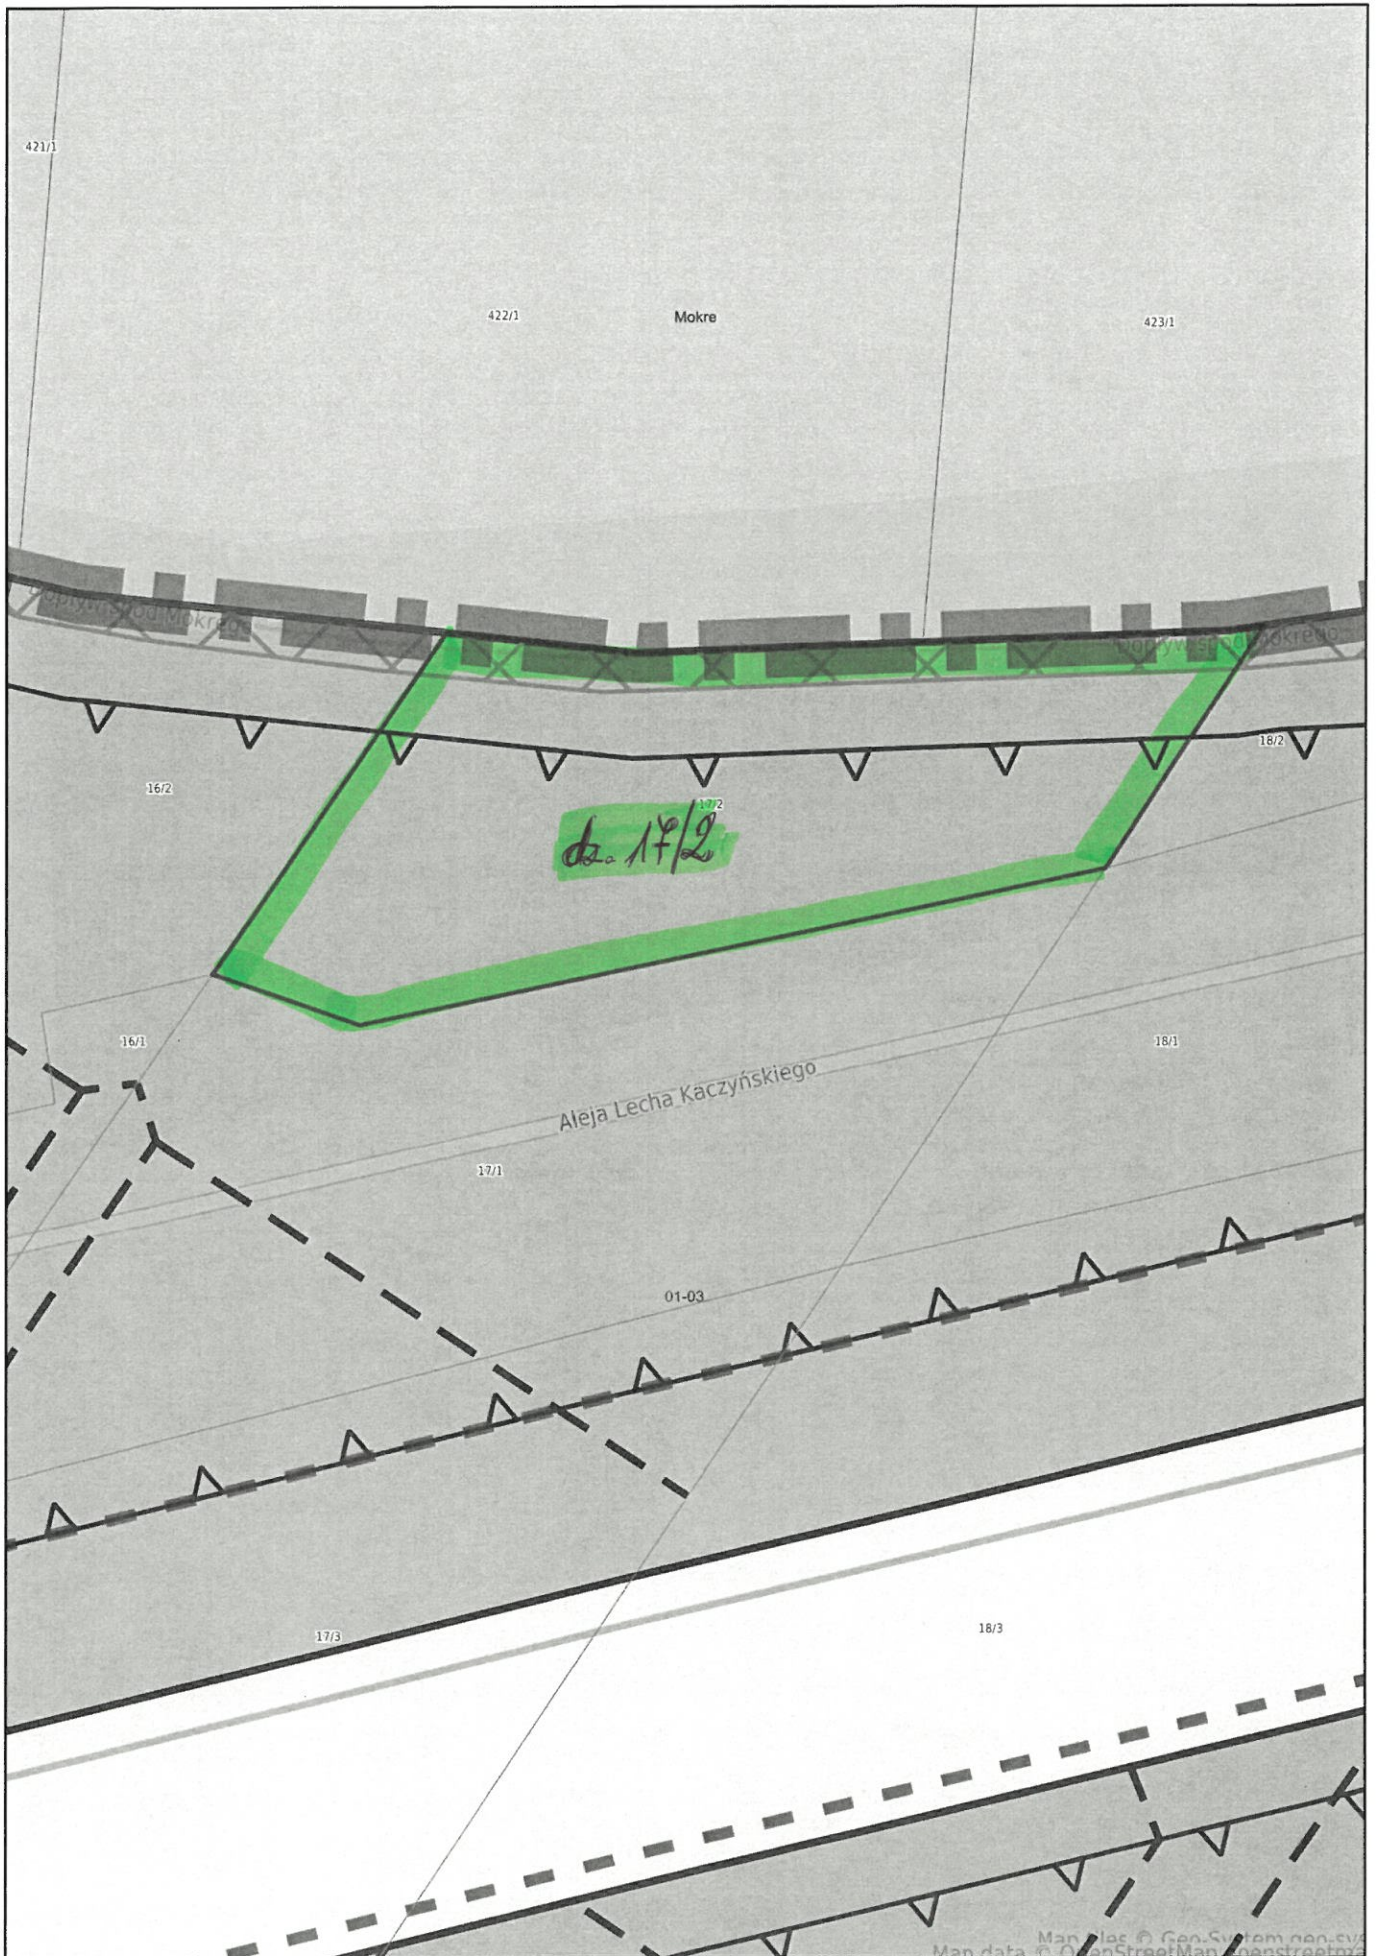 421/1
422/1
Mokre
423/1
Dopływ spod Mokrego
Dopływ spod Mokrego
18/2
16/2
17/2
dz. 17/2
16/1
18/1
Aleja Lecha Kaczyńskiego
17/1
01-03
18/3
17/3
Map tiles © Geo-System geo-sys
Map data © OpenStreetMap openstreetma